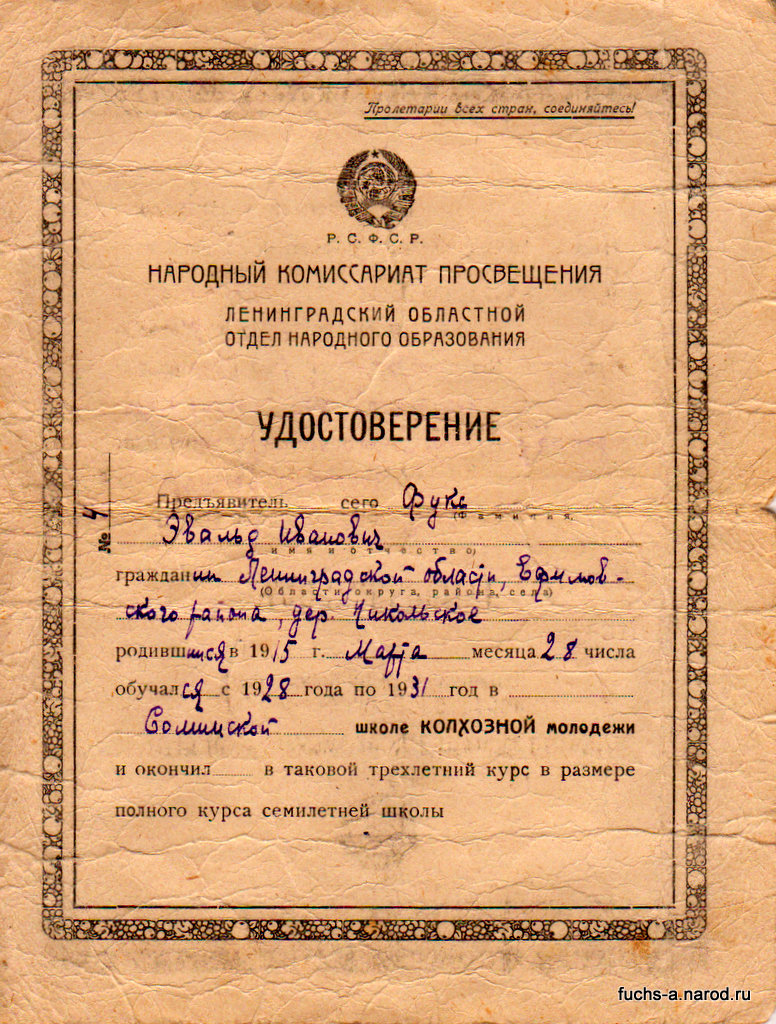 Пролетарии всех стран, соединяйтесь!
Р. С. Ф. С. Р.
НАРОДНЫЙ КОМИССАРИАТ ПРОСВЕЩЕНИЯ
ЛЕНИНГРАДСКИЙ ОБЛАСТНОЙ
ОТДЕЛ НАРОДНОГО ОБРАЗОВАНИЯ
УДОСТОВЕРЕНИЕ
№ 4
Предъявитель сего Фукс
(Фамилия,
Эвальд Иванович
имя и отчество)
гражданин Ленинградской области, Ефимов-
(Области, округа, района, села)
ского района, дер. Никольское
родившийся в 1915 г. Марта месяца 28 числа
обучался с 1928 года по 1931 год в
Соминской школе КОЛХОЗНОЙ молодежи
и окончил в таковой трехлетний курс в размере
полного курса семилетней школы
fuchs-a.narod.ru